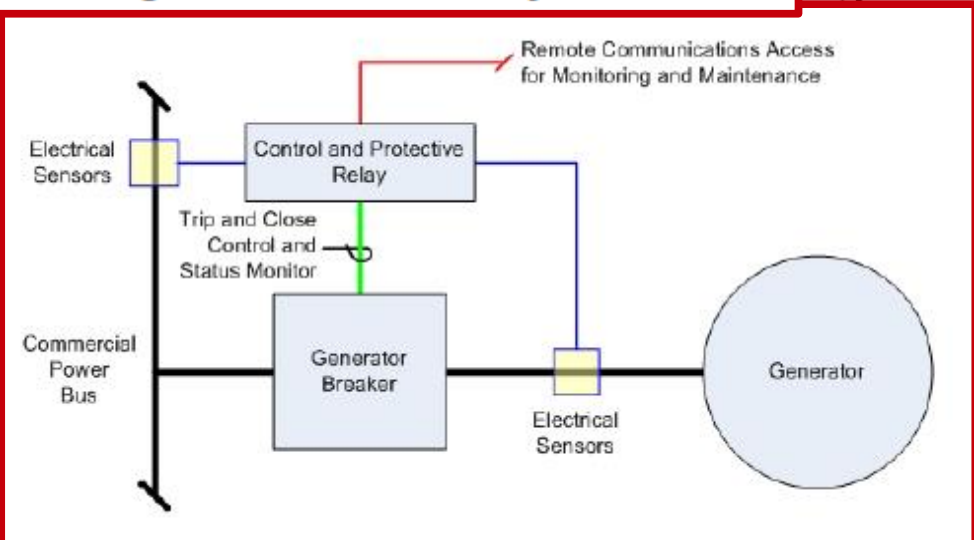 Remote Communications Access
for Monitoring and Maintenance
Electrical
Sensors
Control and Protective
Relay
Trip and Close
Control and
Status Monitor
Commercial
Power
Bus
Generator
Breaker
Generator
Electrical
Sensors